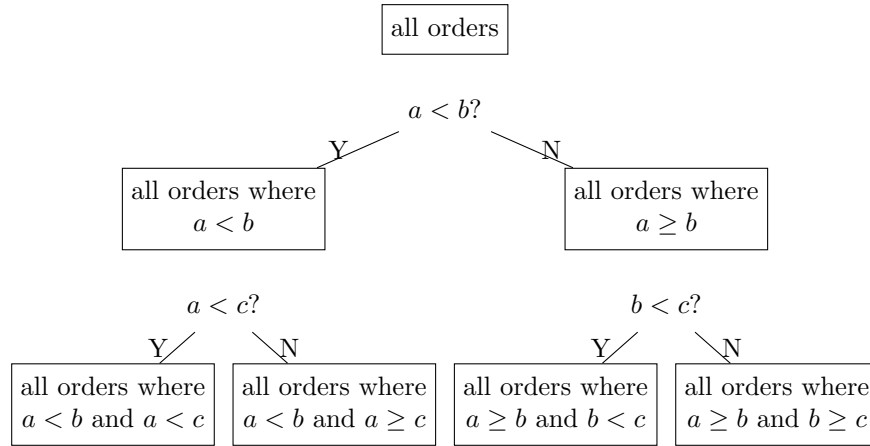 all orders
a < b?
Y
N
all orders where
a < b
all orders where
a ≥ b
a < c?
b < c?
Y
N
Y
N
all orders where
a < b and a < c
all orders where
a < b and a ≥ c
all orders where
a ≥ b and b < c
all orders where
a ≥ b and b ≥ c